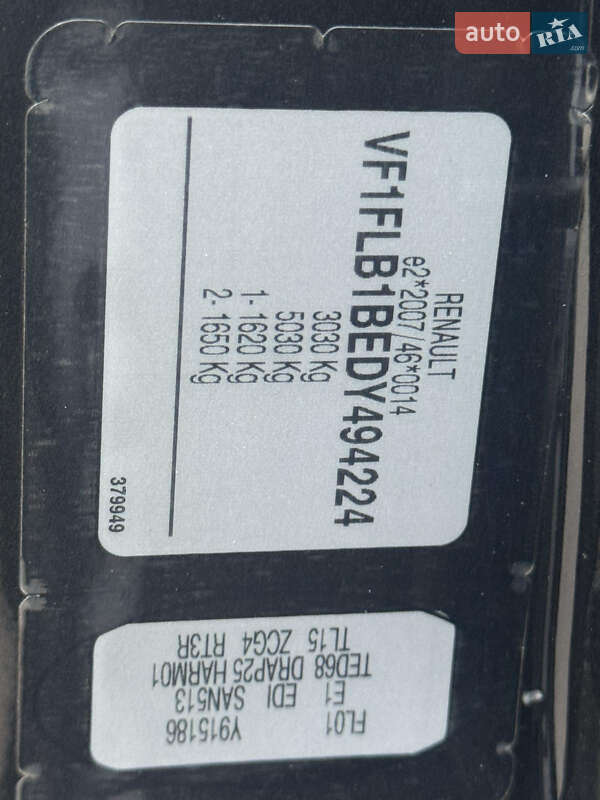 auto RIA .com
RENAULT
e2*2007/46*0014
VF1FLB1BEDY494224
3030 Kg
5030 Kg
1- 1620 Kg
2- 1650 Kg
379949
FL01 Y915186
E1 EDI SAN513
TED68 DRAP25 HARM01
TL15 ZCG4 RT3R